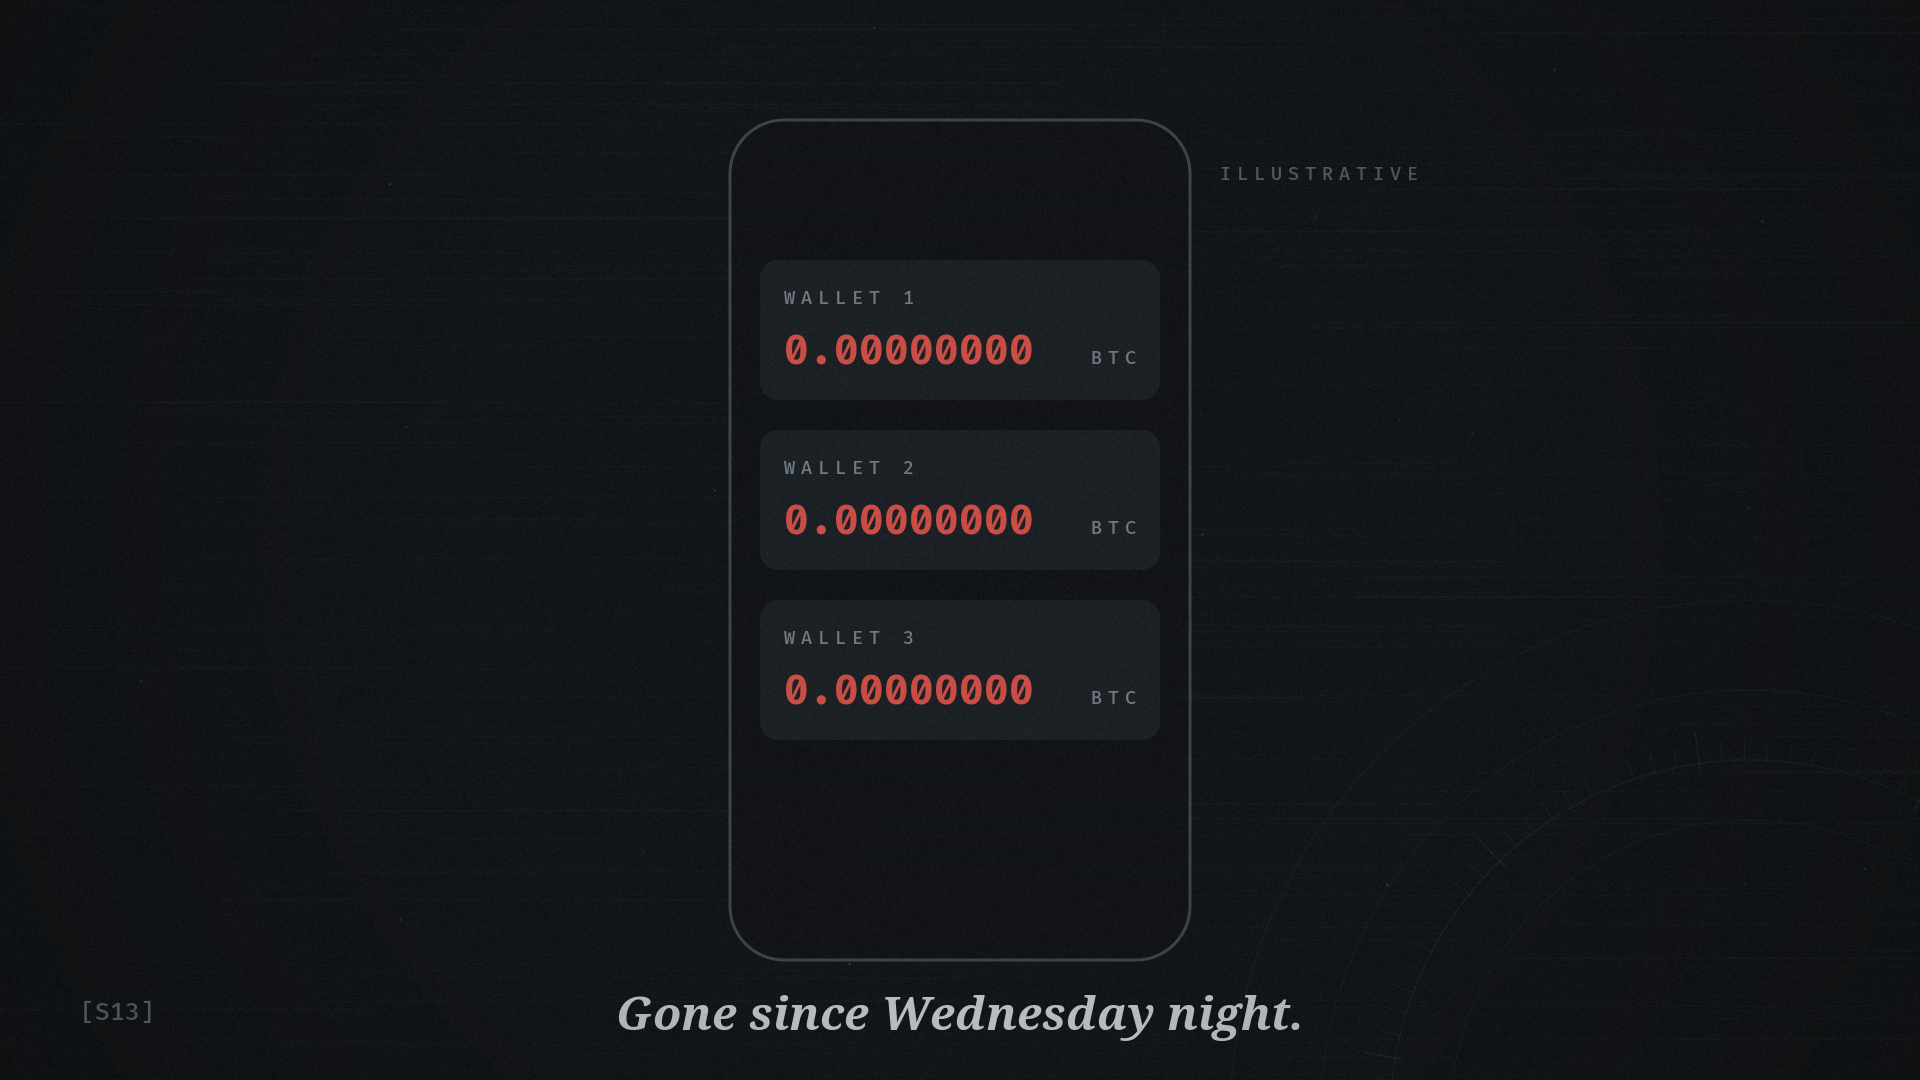 ILLUSTRATIVE
WALLET 1
0.00000000 BTC
WALLET 2
0.00000000 BTC
WALLET 3
0.00000000 BTC
[S13]
Gone since Wednesday night.